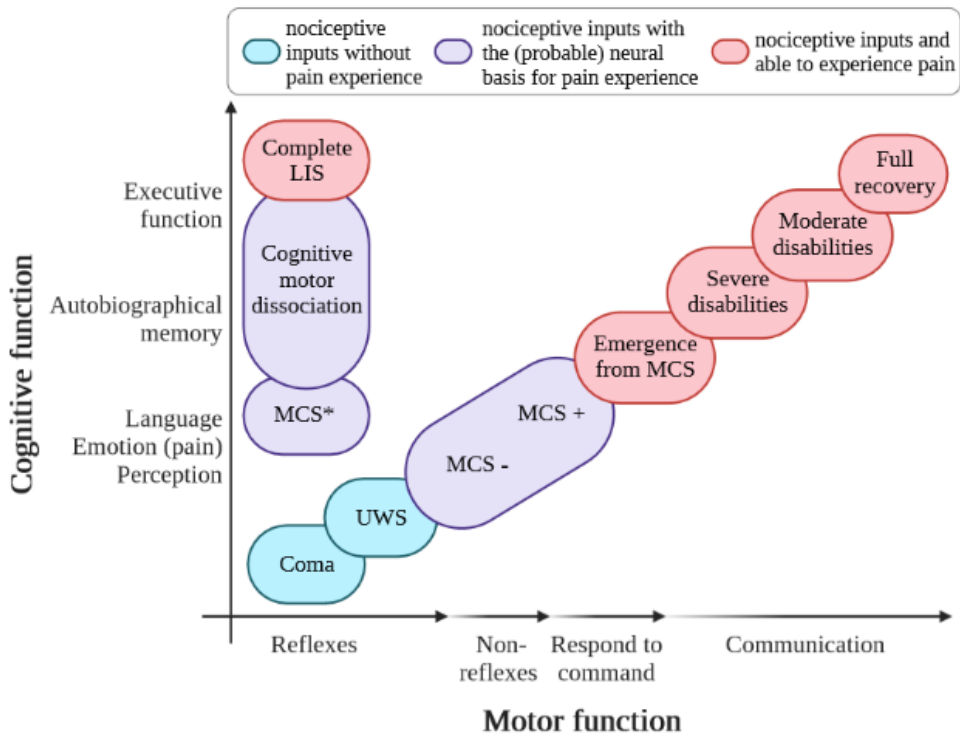 nociceptive
inputs without
pain experience
nociceptive inputs with
the (probable) neural
basis for pain experience
nociceptive inputs and
able to experience pain
Cognitive function
Executive
function
Autobiographical
memory
Language
Emotion (pain)
Perception
Complete
LIS
Cognitive
motor
dissociation
MCS*
Coma
UWS
MCS -
MCS +
Emergence
from MCS
Severe
disabilities
Moderate
disabilities
Full
recovery
Reflexes
Non-
reflexes
Respond to
command
Communication
Motor function